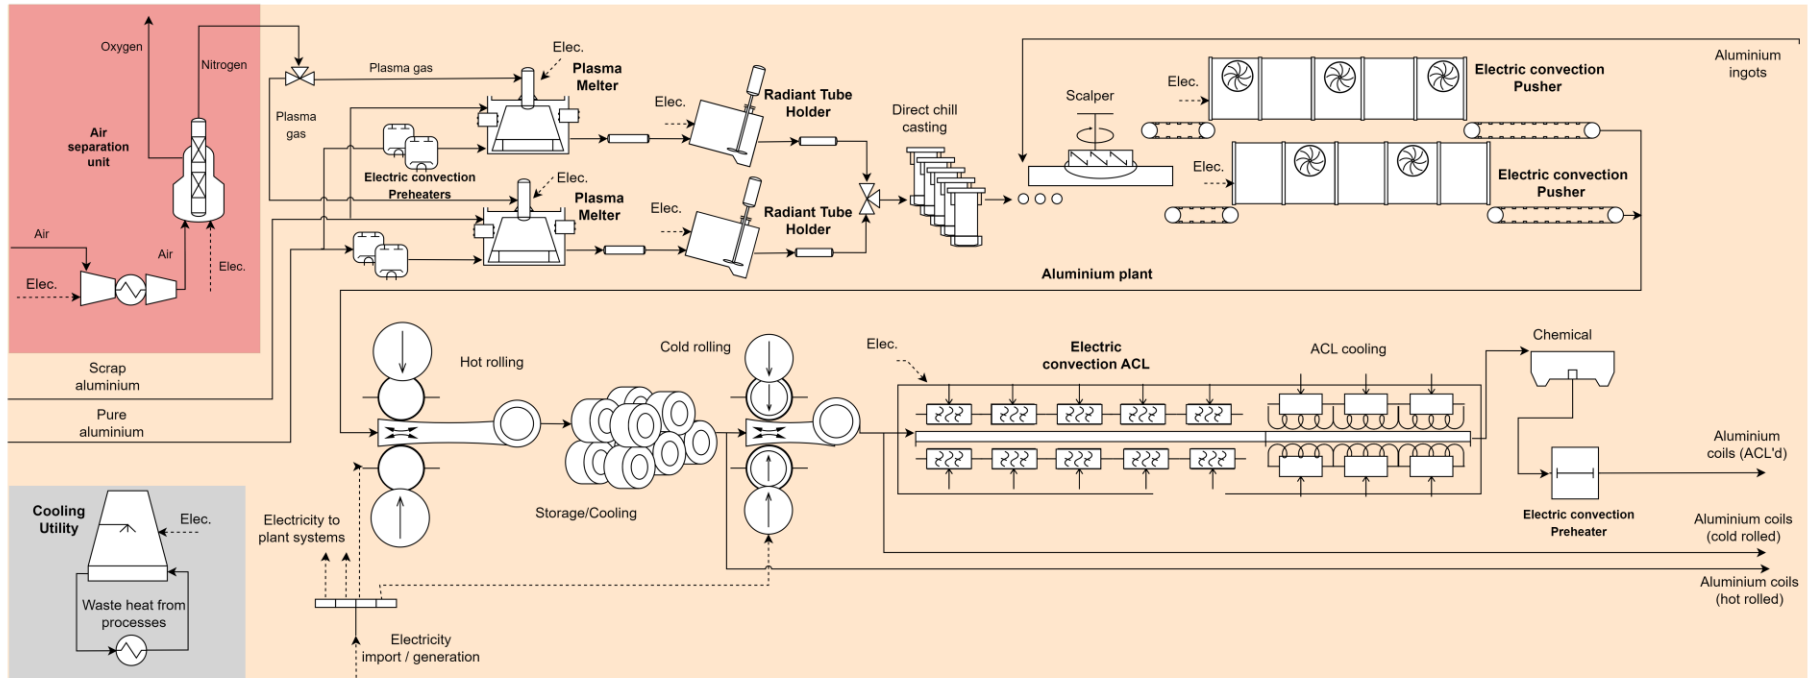 Oxygen
Nitrogen
Air
separation
unit
Air
Air
Elec.
Elec.
Plasma gas
Plasma
gas
Elec.
Plasma
Melter
Elec.
Radiant Tube
Holder
Electric convection
Preheaters
Elec.
Plasma
Melter
Elec.
Radiant Tube
Holder
Direct chill
casting
Scalper
Elec.
Electric convection
Pusher
Aluminium
ingots
Elec.
Electric convection
Pusher
Aluminium plant
Scrap
aluminium
Pure
aluminium
Hot rolling
Cold rolling
Storage/Cooling
Elec.
Electric
convection ACL
ACL cooling
Chemical
Aluminium
coils (ACL'd)
Electric convection
Preheater
Aluminium coils
(cold rolled)
Aluminium coils
(hot rolled)
Cooling
Utility
Elec.
Waste heat from
processes
Electricity to
plant systems
Electricity
import / generation